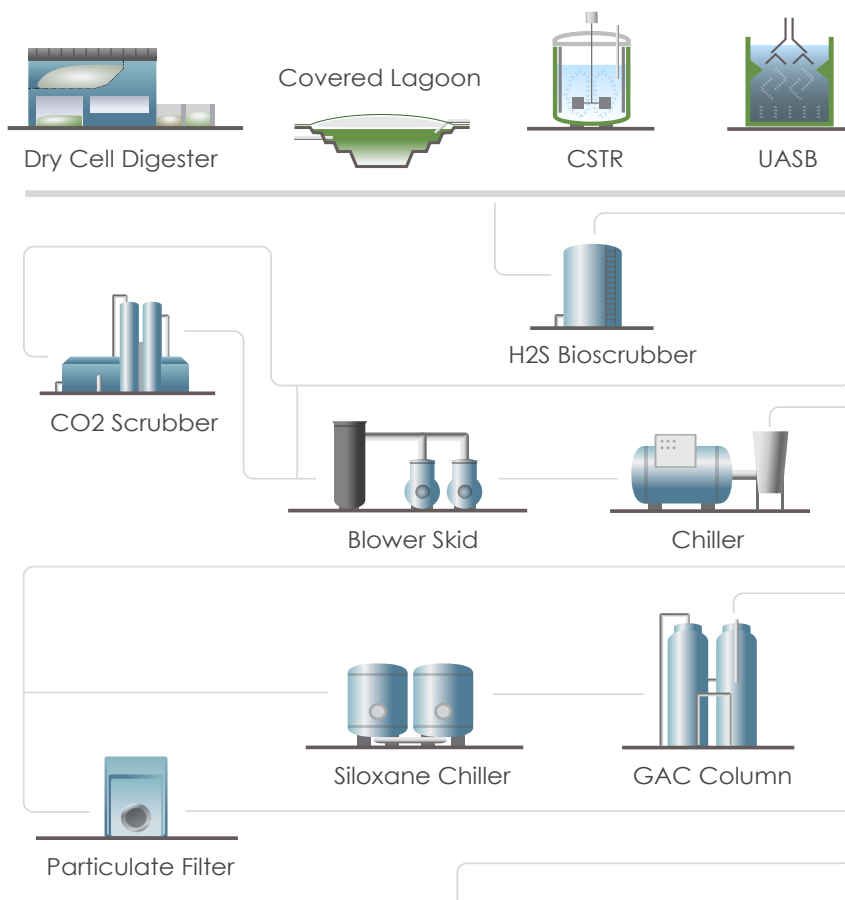 Covered Lagoon
Dry Cell Digester
CSTR
UASB
H2S Bioscrubber
CO2 Scrubber
Blower Skid
Chiller
Siloxane Chiller
GAC Column
Particulate Filter